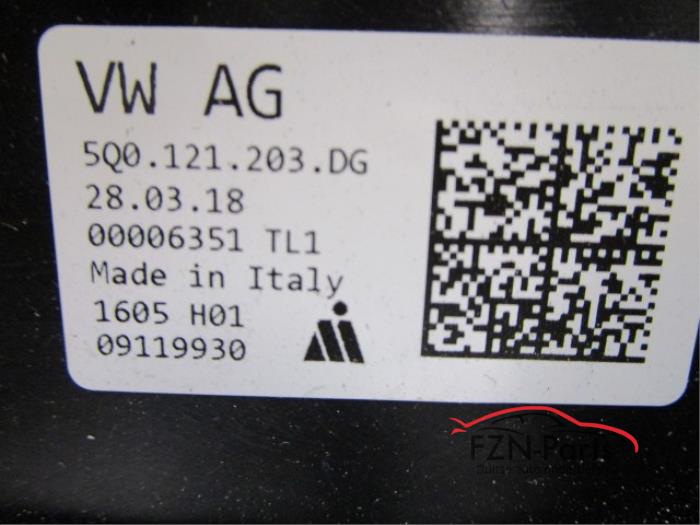 VW AG
5Q0.121.203.DG
28.03.18
00006351 TL1
Made in Italy
1605 H01
09119930
FZN-Parts